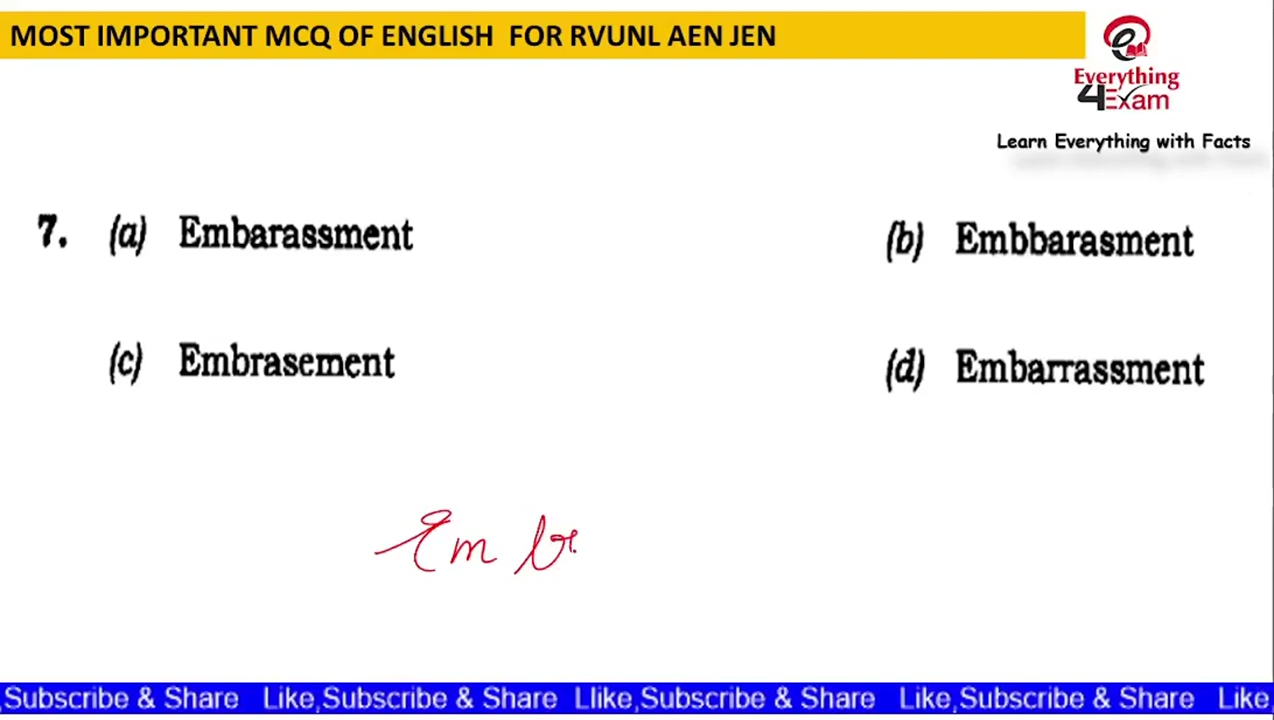 MOST IMPORTANT MCQ OF ENGLISH FOR RVUNL AEN JEN
e
Everything
4Exam
Learn Everything with Facts
7. (a) Embarassment (b) Embbarasment
(c) Embrasement (d) Embarrassment
Em b
,Subscribe & Share Like,Subscribe & Share Llike,Subscribe & Share Like,Subscribe & Share Like,